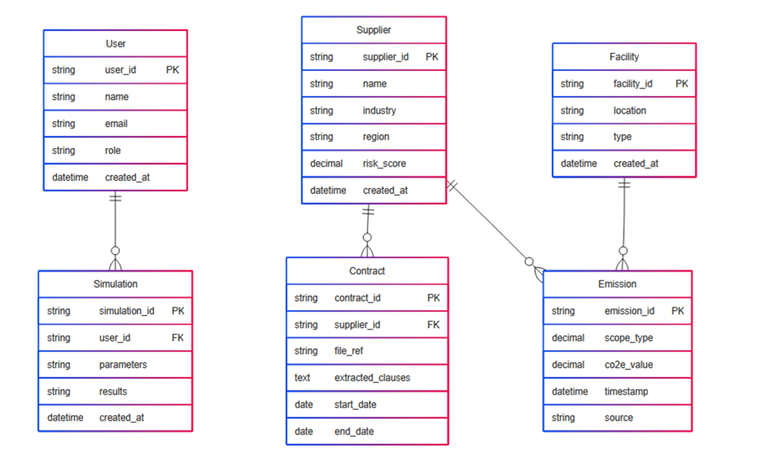 User
string user_id PK
string name
string email
string role
datetime created_at
Supplier
string supplier_id PK
string name
string industry
string region
decimal risk_score
datetime created_at
Facility
string facility_id PK
string location
string type
datetime created_at
Simulation
string simulation_id PK
string user_id FK
string parameters
string results
datetime created_at
Contract
string contract_id PK
string supplier_id FK
string file_ref
text extracted_clauses
date start_date
date end_date
Emission
string emission_id PK
decimal scope_type
decimal co2e_value
datetime timestamp
string source